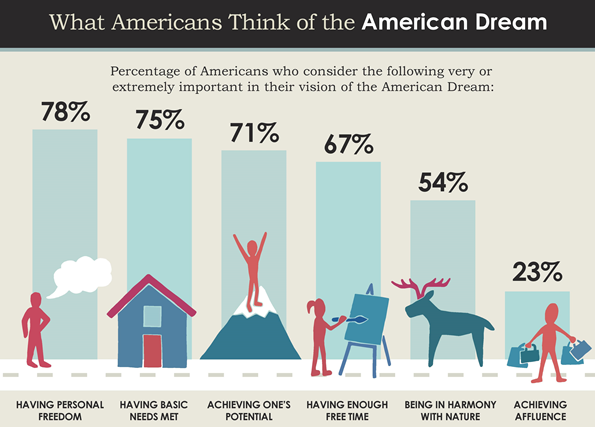 What Americans Think of the American Dream
Percentage of Americans who consider the following very or
extremely important in their vision of the American Dream:
78%
75%
71%
67%
54%
23%
HAVING PERSONAL
FREEDOM
HAVING BASIC
NEEDS MET
ACHIEVING ONE'S
POTENTIAL
HAVING ENOUGH
FREE TIME
BEING IN HARMONY
WITH NATURE
ACHIEVING
AFFLUENCE